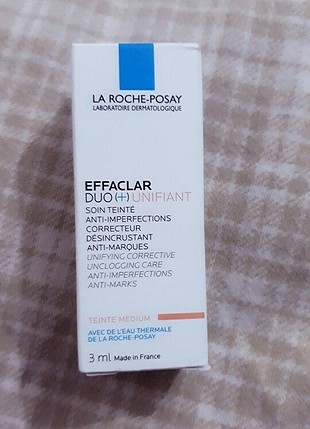 LA ROCHE-POSAY
LABORATOIRE DERMATOLOGIQUE
EFFACLAR
DUO(+) UNIFIANT
SOIN TEINTÉ
ANTI-IMPERFECTIONS
CORRECTEUR
DÉSINCRUSTANT
ANTI-MARQUES
UNIFYING CORRECTIVE
UNCLOGGING CARE
ANTI-IMPERFECTIONS
ANTI-MARKS
TEINTE MEDIUM
AVEC DE L'EAU THERMALE
DE LA ROCHE-POSAY
3 ml Made in France